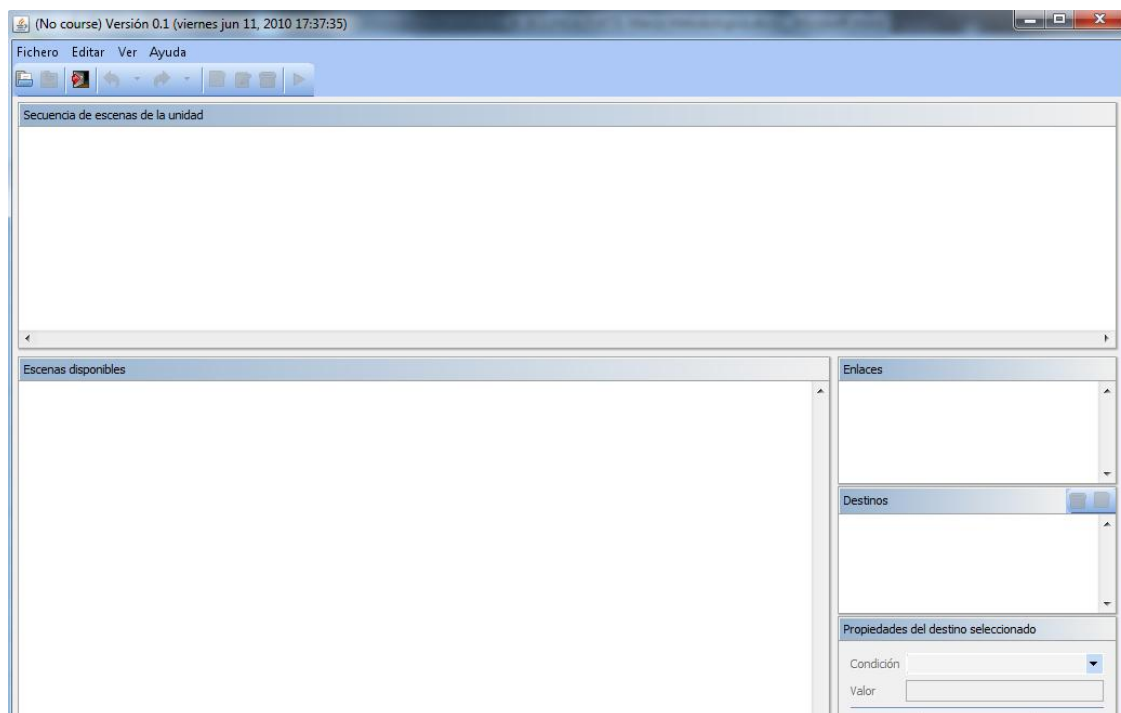 (No course) Versión 0.1 (viernes jun 11, 2010 17:37:35)
Fichero Editar Ver Ayuda
Secuencia de escenas de la unidad
Escenas disponibles
Enlaces
Destinos
Propiedades del destino seleccionado
Condición
Valor